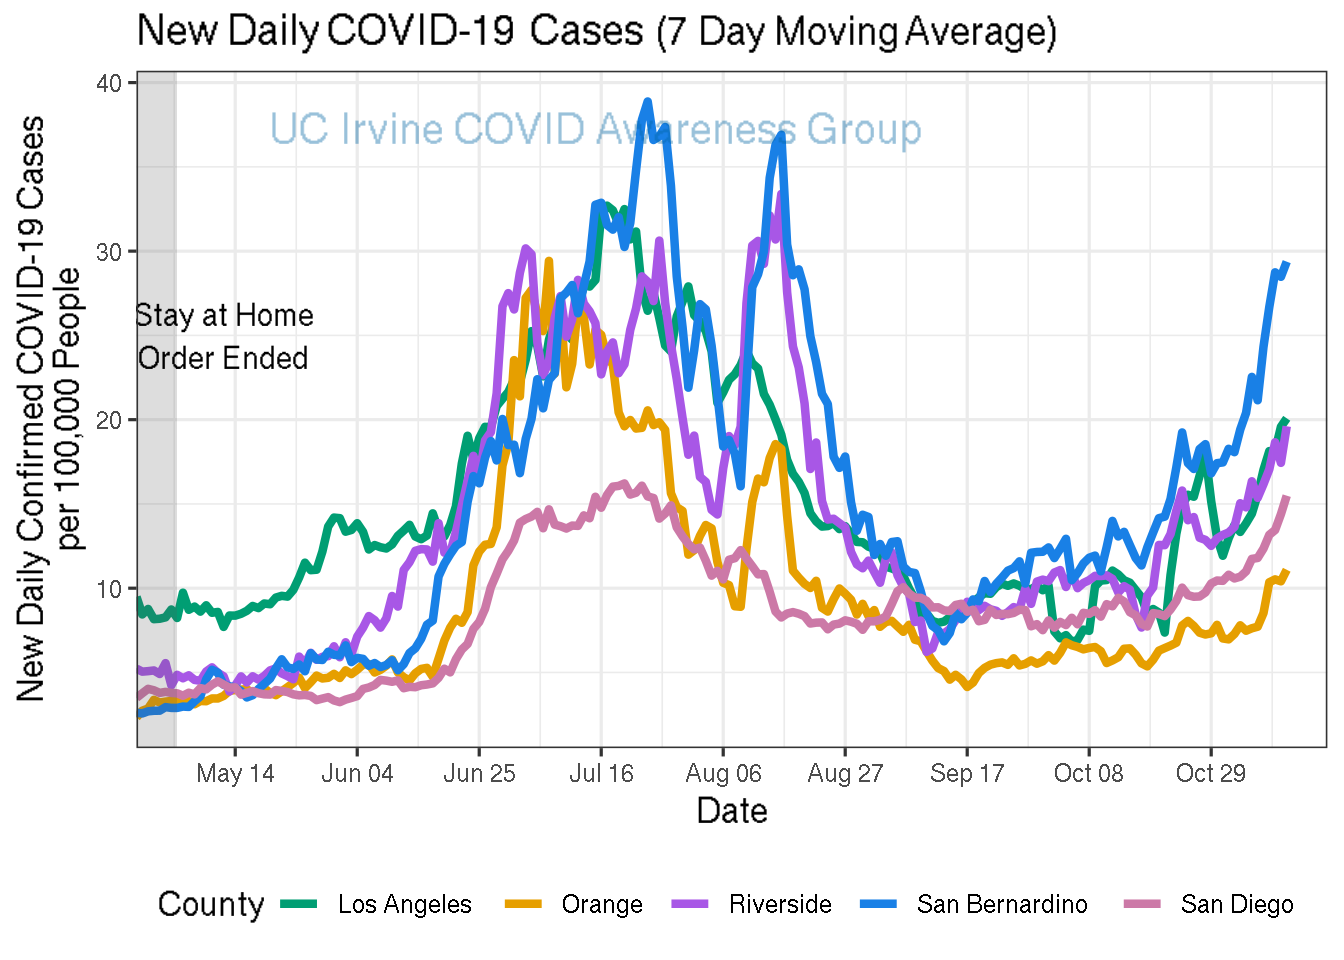 New Daily COVID-19 Cases (7 Day Moving Average)
UC Irvine COVID Awareness Group
New Daily Confirmed COVID-19 Cases
per 100,000 People
40
30
20
10
Stay at Home
Order Ended
May 14 Jun 04 Jun 25 Jul 16 Aug 06 Aug 27 Sep 17 Oct 08 Oct 29
Date
County Los Angeles Orange Riverside San Bernardino San Diego